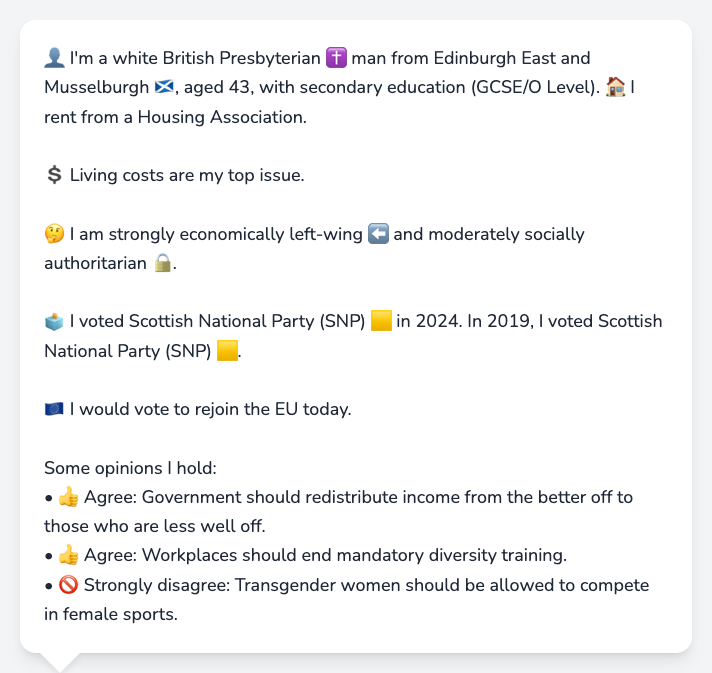 👤 I'm a white British Presbyterian ✝️ man from Edinburgh East and
Musselburgh 🏴󠁧󠁢󠁳󠁣󠁴󠁿, aged 43, with secondary education (GCSE/O Level). 🏠 I
rent from a Housing Association.
💲 Living costs are my top issue.
🤔 I am strongly economically left-wing ⬅️ and moderately socially
authoritarian 🔒.
🗳️ I voted Scottish National Party (SNP) 🟨 in 2024. In 2019, I voted Scottish
National Party (SNP) 🟨.
🇪🇺 I would vote to rejoin the EU today.
Some opinions I hold:
• 👍 Agree: Government should redistribute income from the better off to
those who are less well off.
• 👍 Agree: Workplaces should end mandatory diversity training.
• 🚫 Strongly disagree: Transgender women should be allowed to compete
in female sports.